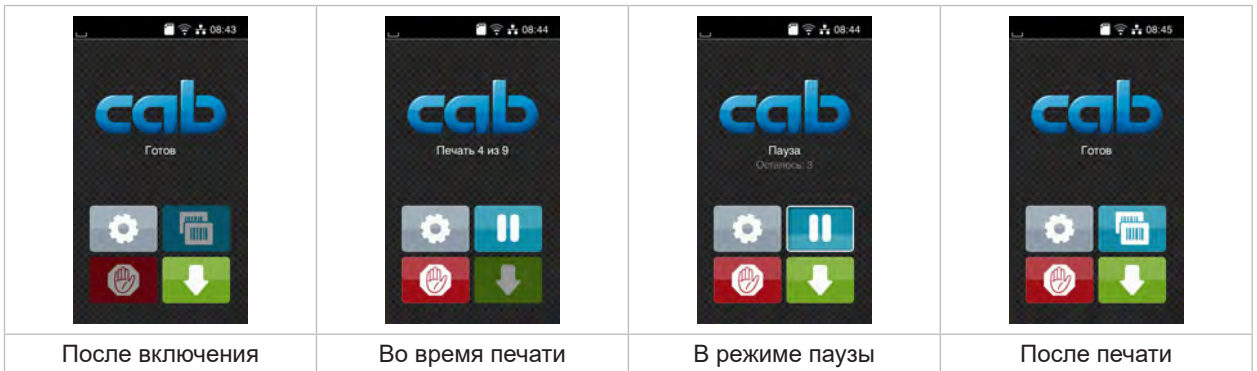 08:43
cab
Готов
После включения
08:44
cab
Печать 4 из 9
Во время печати
08:44
cab
Пауза
Осталось: 3
В режиме паузы
08:45
cab
Готов
После печати